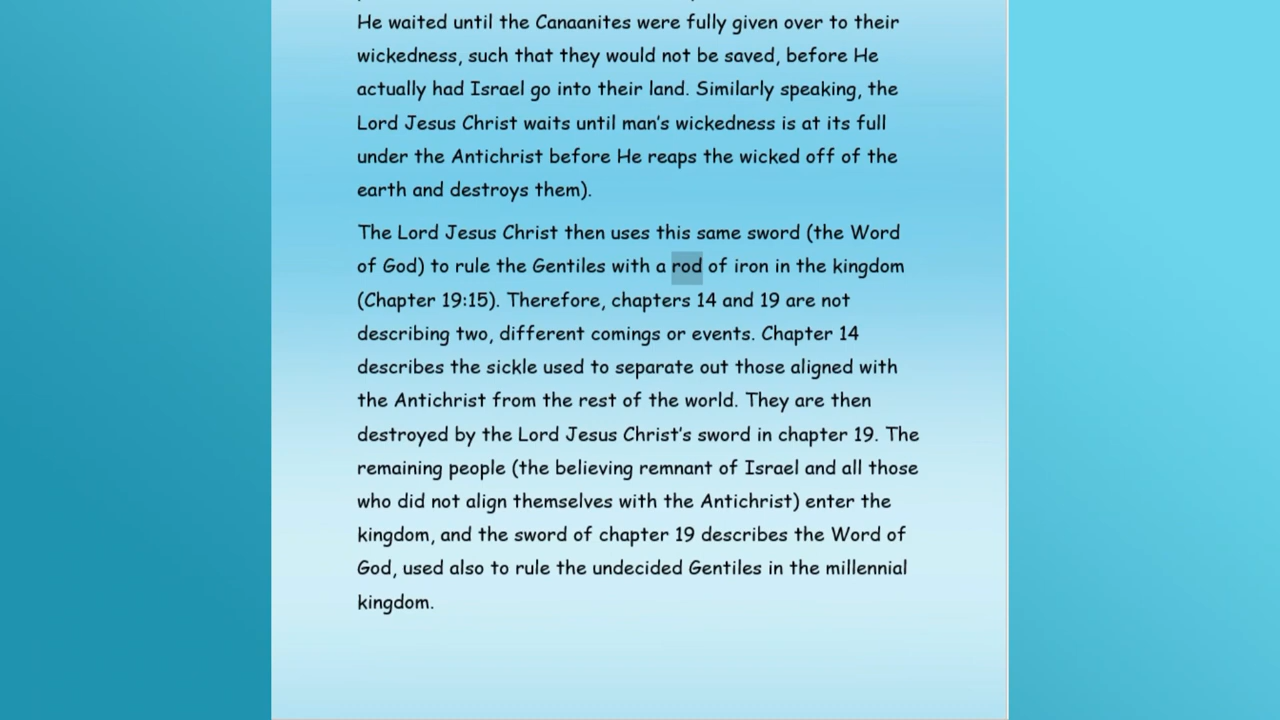 He waited until the Canaanites were fully given over to their
wickedness, such that they would not be saved, before He
actually had Israel go into their land. Similarly speaking, the
Lord Jesus Christ waits until man's wickedness is at its full
under the Antichrist before He reaps the wicked off of the
earth and destroys them).
The Lord Jesus Christ then uses this same sword (the Word
of God) to rule the Gentiles with a rod of iron in the kingdom
(Chapter 19:15). Therefore, chapters 14 and 19 are not
describing two, different comings or events. Chapter 14
describes the sickle used to separate out those aligned with
the Antichrist from the rest of the world. They are then
destroyed by the Lord Jesus Christ's sword in chapter 19. The
remaining people (the believing remnant of Israel and all those
who did not align themselves with the Antichrist) enter the
kingdom, and the sword of chapter 19 describes the Word of
God, used also to rule the undecided Gentiles in the millennial
kingdom.